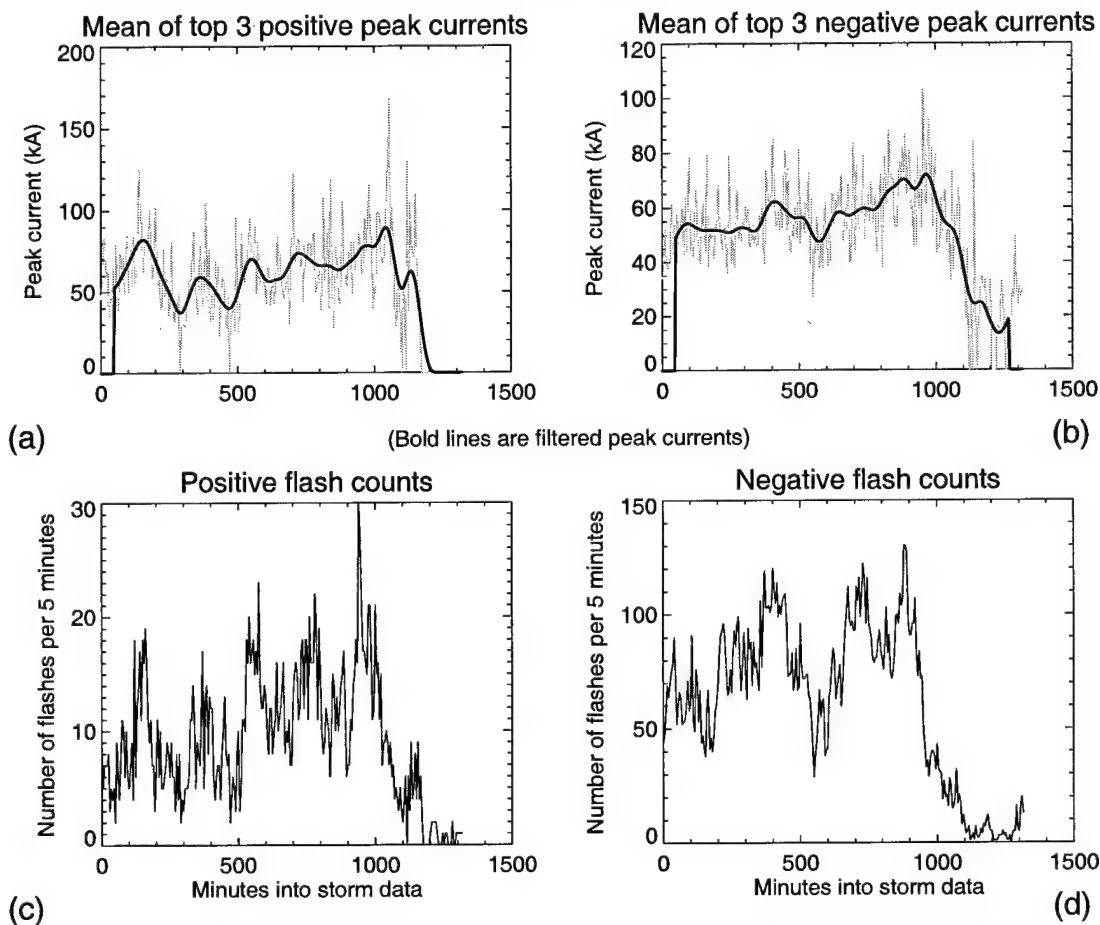 Mean of top 3 positive peak currents
Mean of top 3 negative peak currents
200
150
100
50
0
Peak current (kA)
0
500
1000
1500
120
100
80
60
40
20
0
Peak current (kA)
0
500
1000
1500
(a)
(Bold lines are filtered peak currents)
(b)
Positive flash counts
Negative flash counts
30
20
10
0
Number of flashes per 5 minutes
0
500
1000
1500
Minutes into storm data
150
100
50
0
Number of flashes per 5 minutes
0
500
1000
1500
Minutes into storm data
(c)
(d)